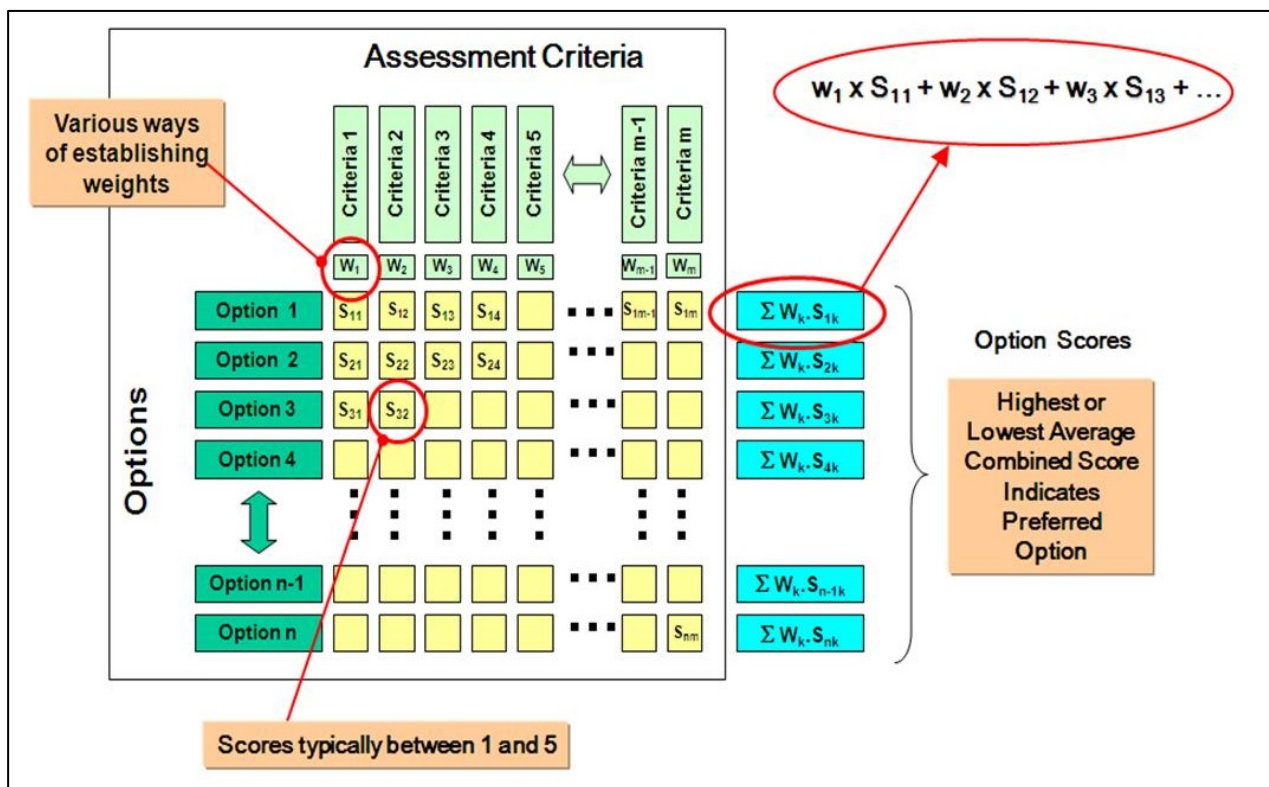 Assessment Criteria
w₁ x S₁₁ + w₂ x S₁₂ + w₃ x S₁₃ + ...
Various ways
of establishing
weights
Criteria 1
Criteria 2
Criteria 3
Criteria 4
Criteria 5
Criteria m-1
Criteria m
W₁ W₂ W₃ W₄ W₅ Wₘ₋₁ Wₘ
Option 1 S₁₁ S₁₂ S₁₃ S₁₄ S₁ₘ₋₁ S₁ₘ Σ Wₖ.S₁ₖ
Option 2 S₂₁ S₂₂ S₂₃ S₂₄ Σ Wₖ.S₂ₖ
Option 3 S₃₁ S₃₂ Σ Wₖ.S₃ₖ
Option 4 Σ Wₖ.S₄ₖ
Option n-1 Σ Wₖ.Sₙ₋₁ₖ
Option n Sₙₘ Σ Wₖ.Sₙₖ
Options
Option Scores
Highest or
Lowest Average
Combined Score
Indicates
Preferred
Option
Scores typically between 1 and 5